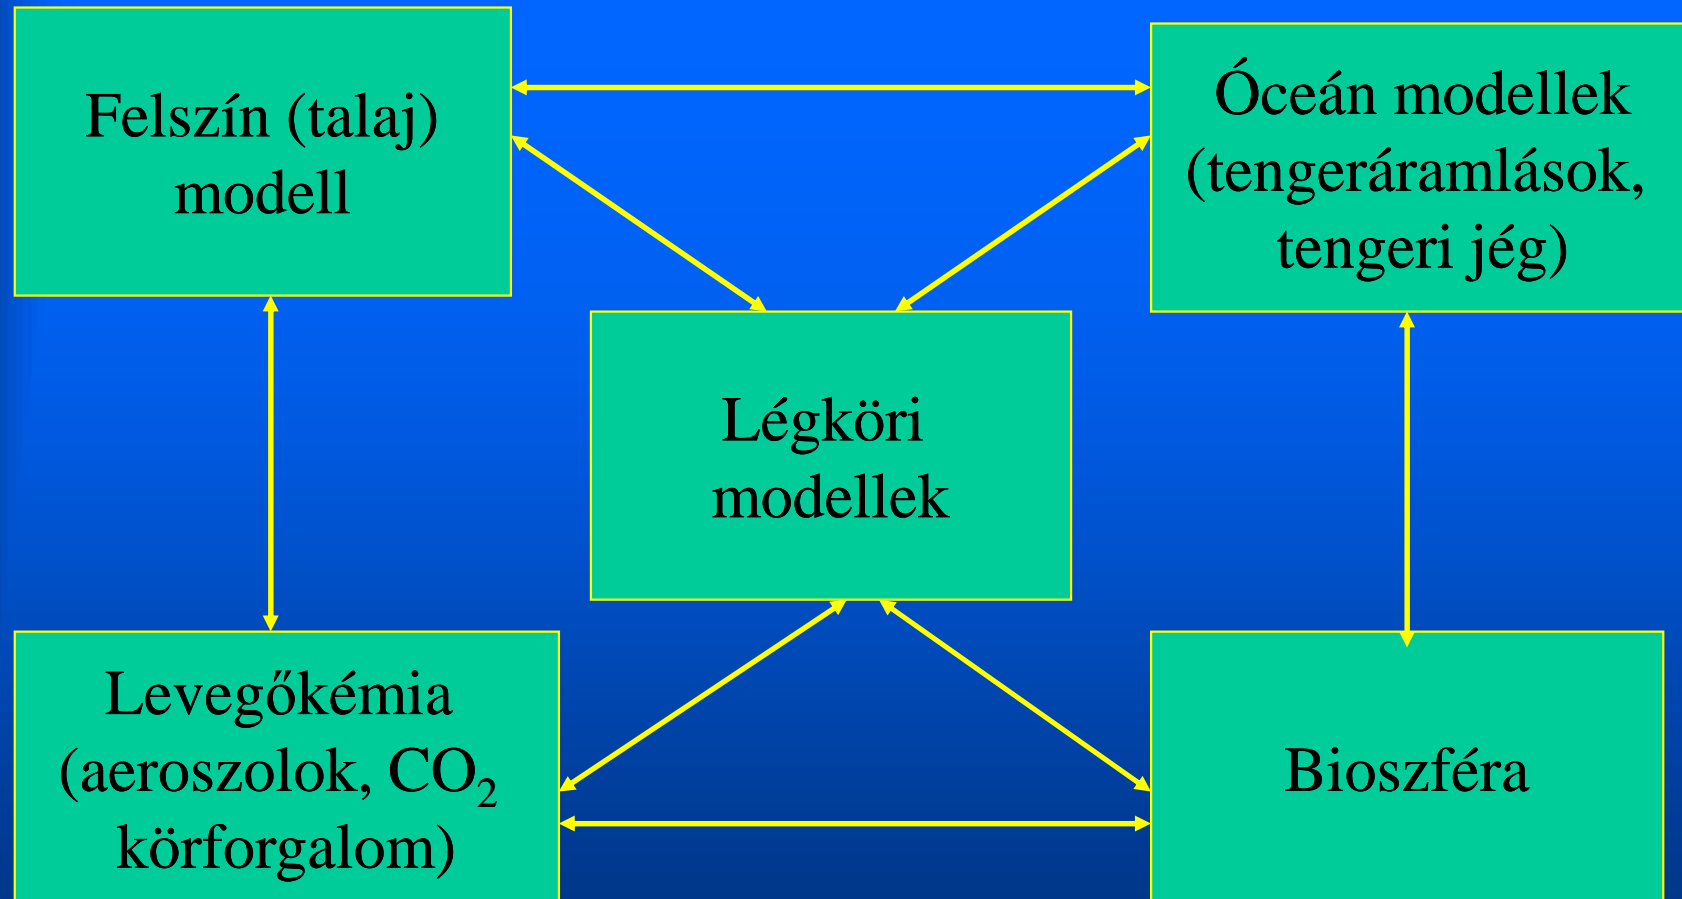 Felszín (talaj)
modell
Óceán modellek
(tengeráramlások,
tengeri jég)
Légköri
modellek
Levegőkémia
(aeroszolok, CO₂
körforgalom)
Bioszféra